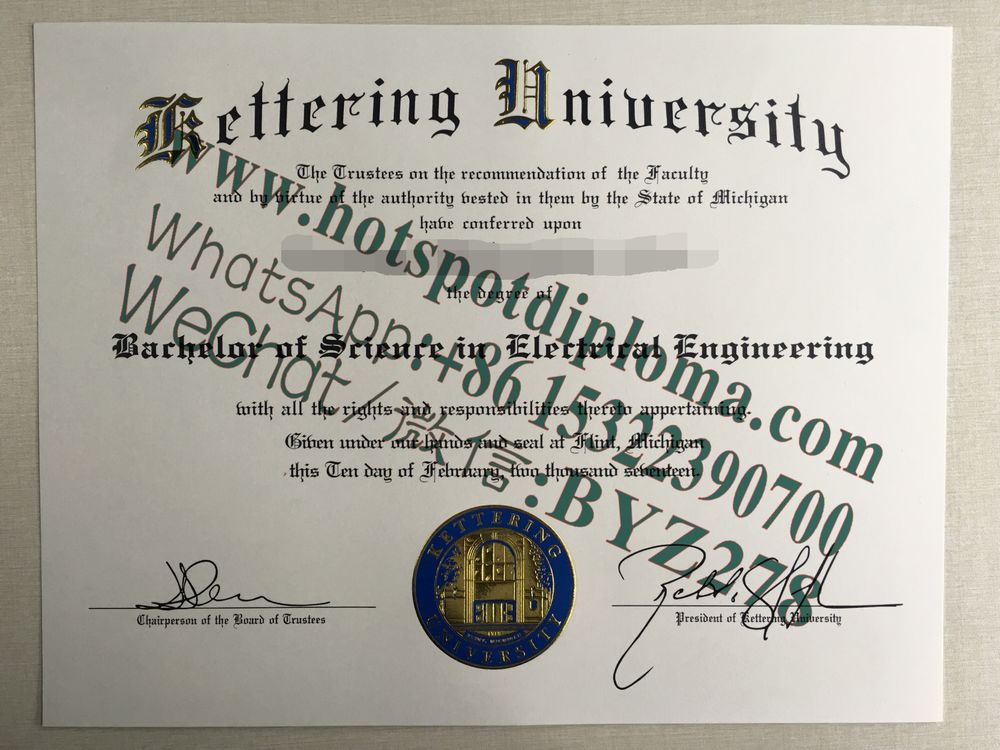 Kettering University
The Trustees on the recommendation of the Faculty
and by virtue of the authority vested in them by the State of Michigan
have conferred upon
the degree of
Bachelor of Science in Electrical Engineering
with all the rights and responsibilities thereto appertaining.
Given under our hands and seal at Flint, Michigan
this Ten day of February, two thousand seventeen.
www.hotspotdiploma.com
WhatsApp:+86 15322390700
WeChat/微信:BYZ278
KETTERING
UNIVERSITY
Chairperson of the Board of Trustees
President of Kettering University